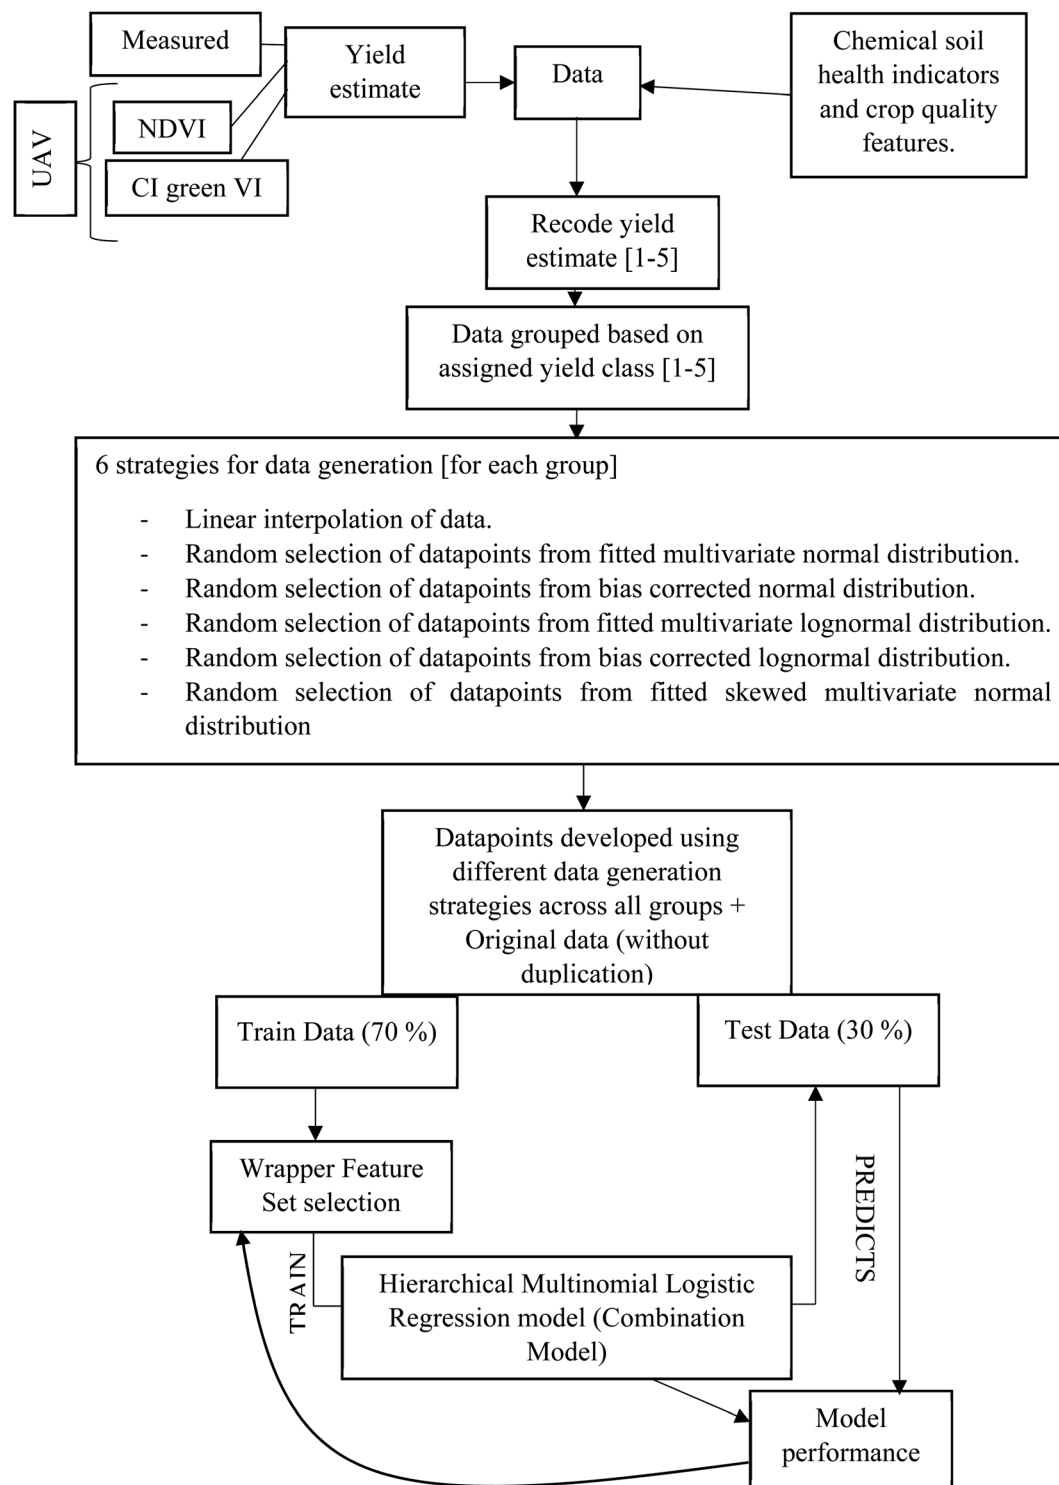 Measured
Yield
estimate
Data
Chemical soil
health indicators
and crop quality
features.
UAV
NDVI
CI green VI
Recode yield
estimate [1-5]
Data grouped based on
assigned yield class [1-5]
6 strategies for data generation [for each group]
- Linear interpolation of data.
- Random selection of datapoints from fitted multivariate normal distribution.
- Random selection of datapoints from bias corrected normal distribution.
- Random selection of datapoints from fitted multivariate lognormal distribution.
- Random selection of datapoints from bias corrected lognormal distribution.
- Random selection of datapoints from fitted skewed multivariate normal
distribution
Datapoints developed using
different data generation
strategies across all groups +
Original data (without
duplication)
Train Data (70 %)
Test Data (30 %)
Wrapper Feature
Set selection
TRAIN
PREDICTS
Hierarchical Multinomial Logistic
Regression model (Combination
Model)
Model
performance